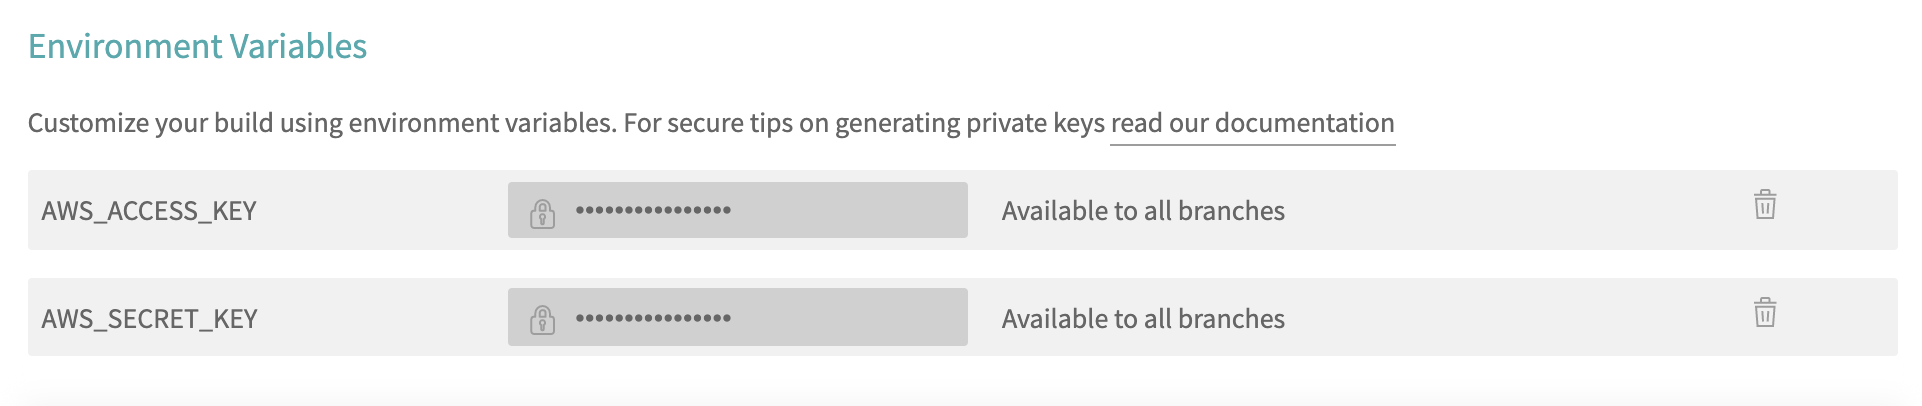 Environment Variables
Customize your build using environment variables. For secure tips on generating private keys read our documentation
AWS_ACCESS_KEY •••••••••••••••• Available to all branches
AWS_SECRET_KEY •••••••••••••••• Available to all branches